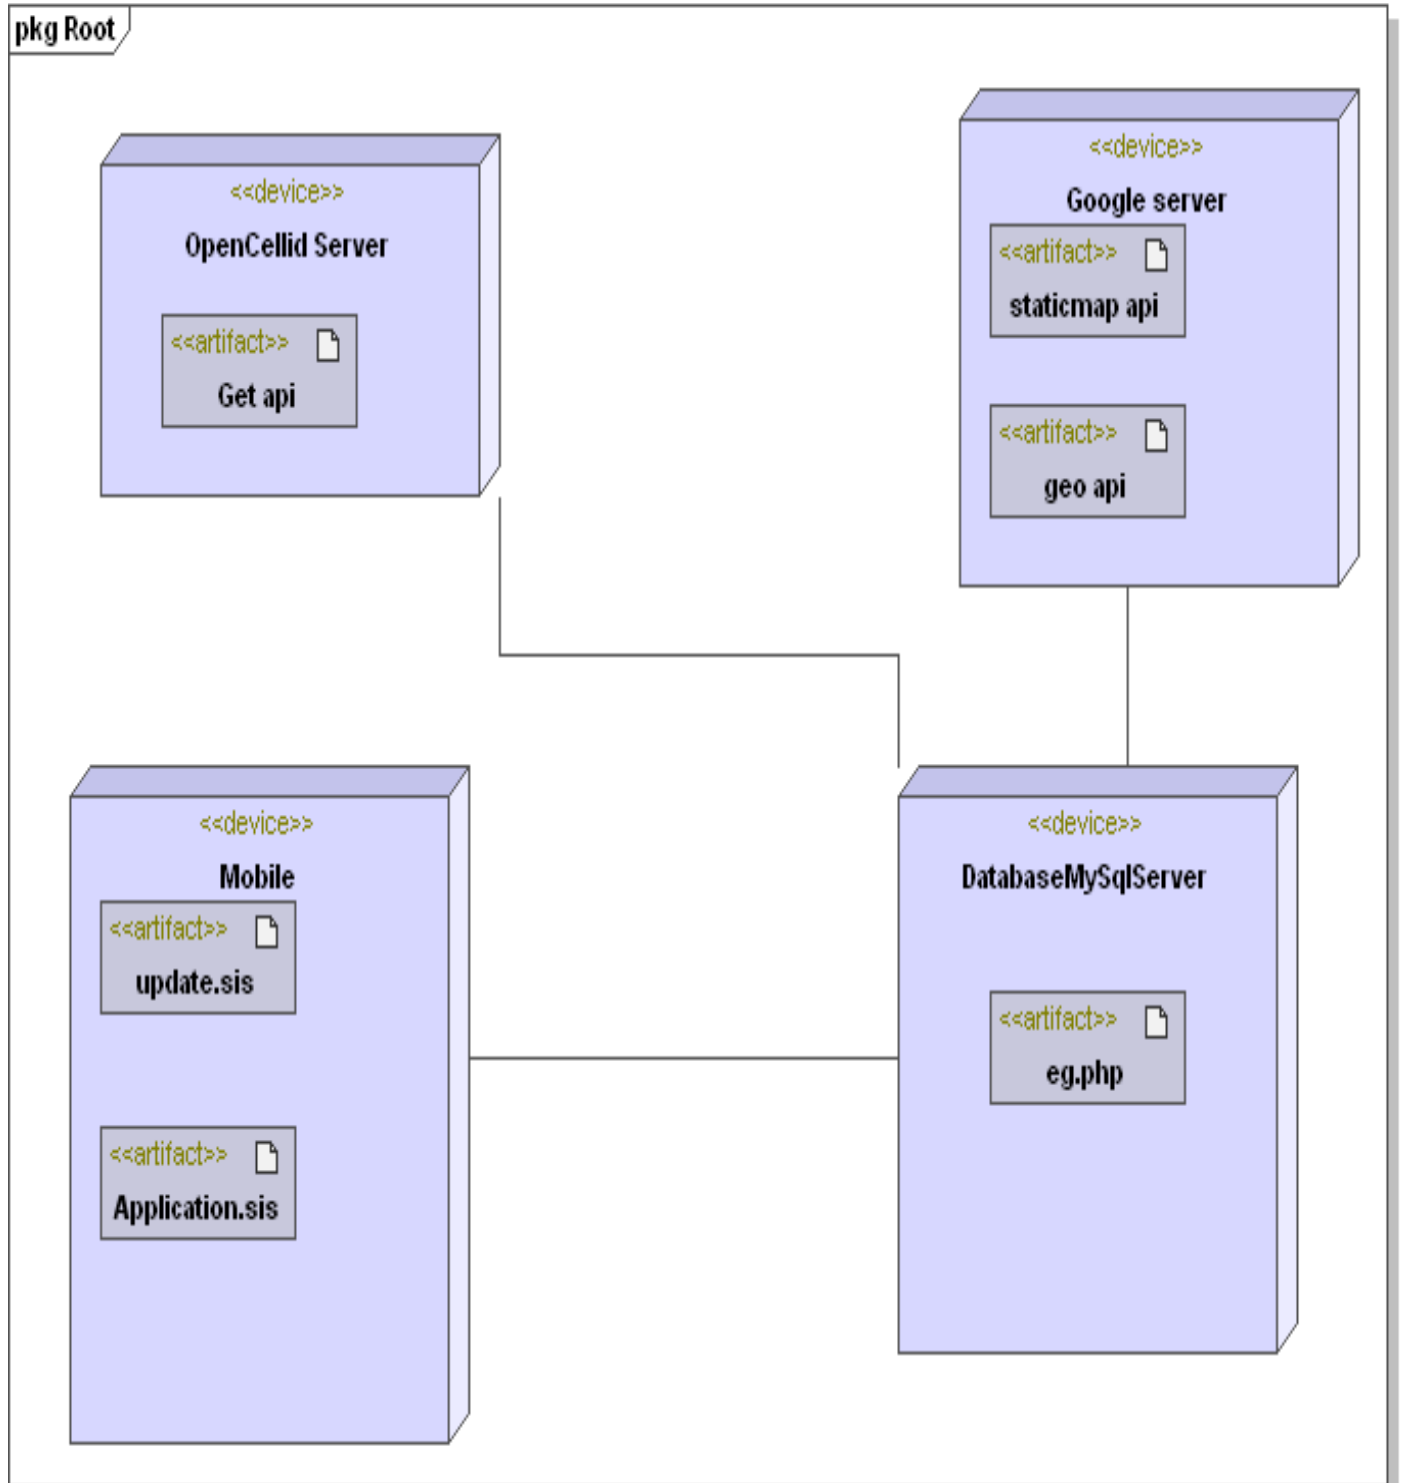 pkg Root
<<device>>
OpenCellid Server
<<artifact>>
Get api
<<device>>
Google server
<<artifact>>
staticmap api
<<artifact>>
geo api
<<device>>
Mobile
<<artifact>>
update.sis
<<artifact>>
Application.sis
<<device>>
DatabaseMySqlServer
<<artifact>>
eg.php